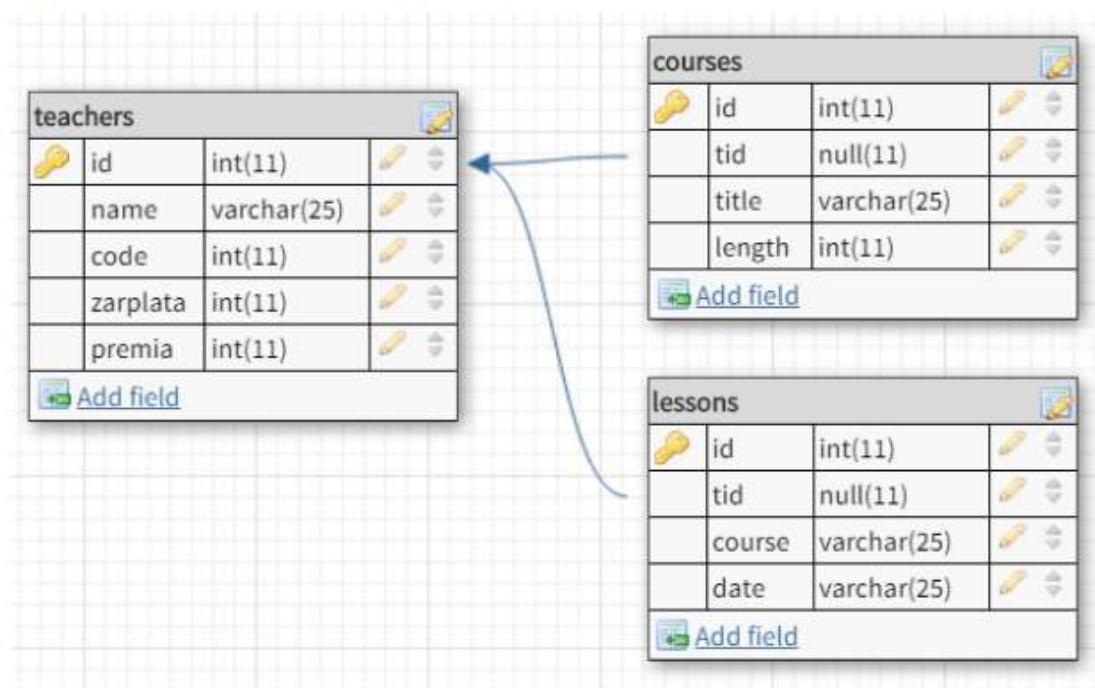 teachers
id int(11)
name varchar(25)
code int(11)
zarplata int(11)
premia int(11)
Add field
courses
id int(11)
tid null(11)
title varchar(25)
length int(11)
Add field
lessons
id int(11)
tid null(11)
course varchar(25)
date varchar(25)
Add field